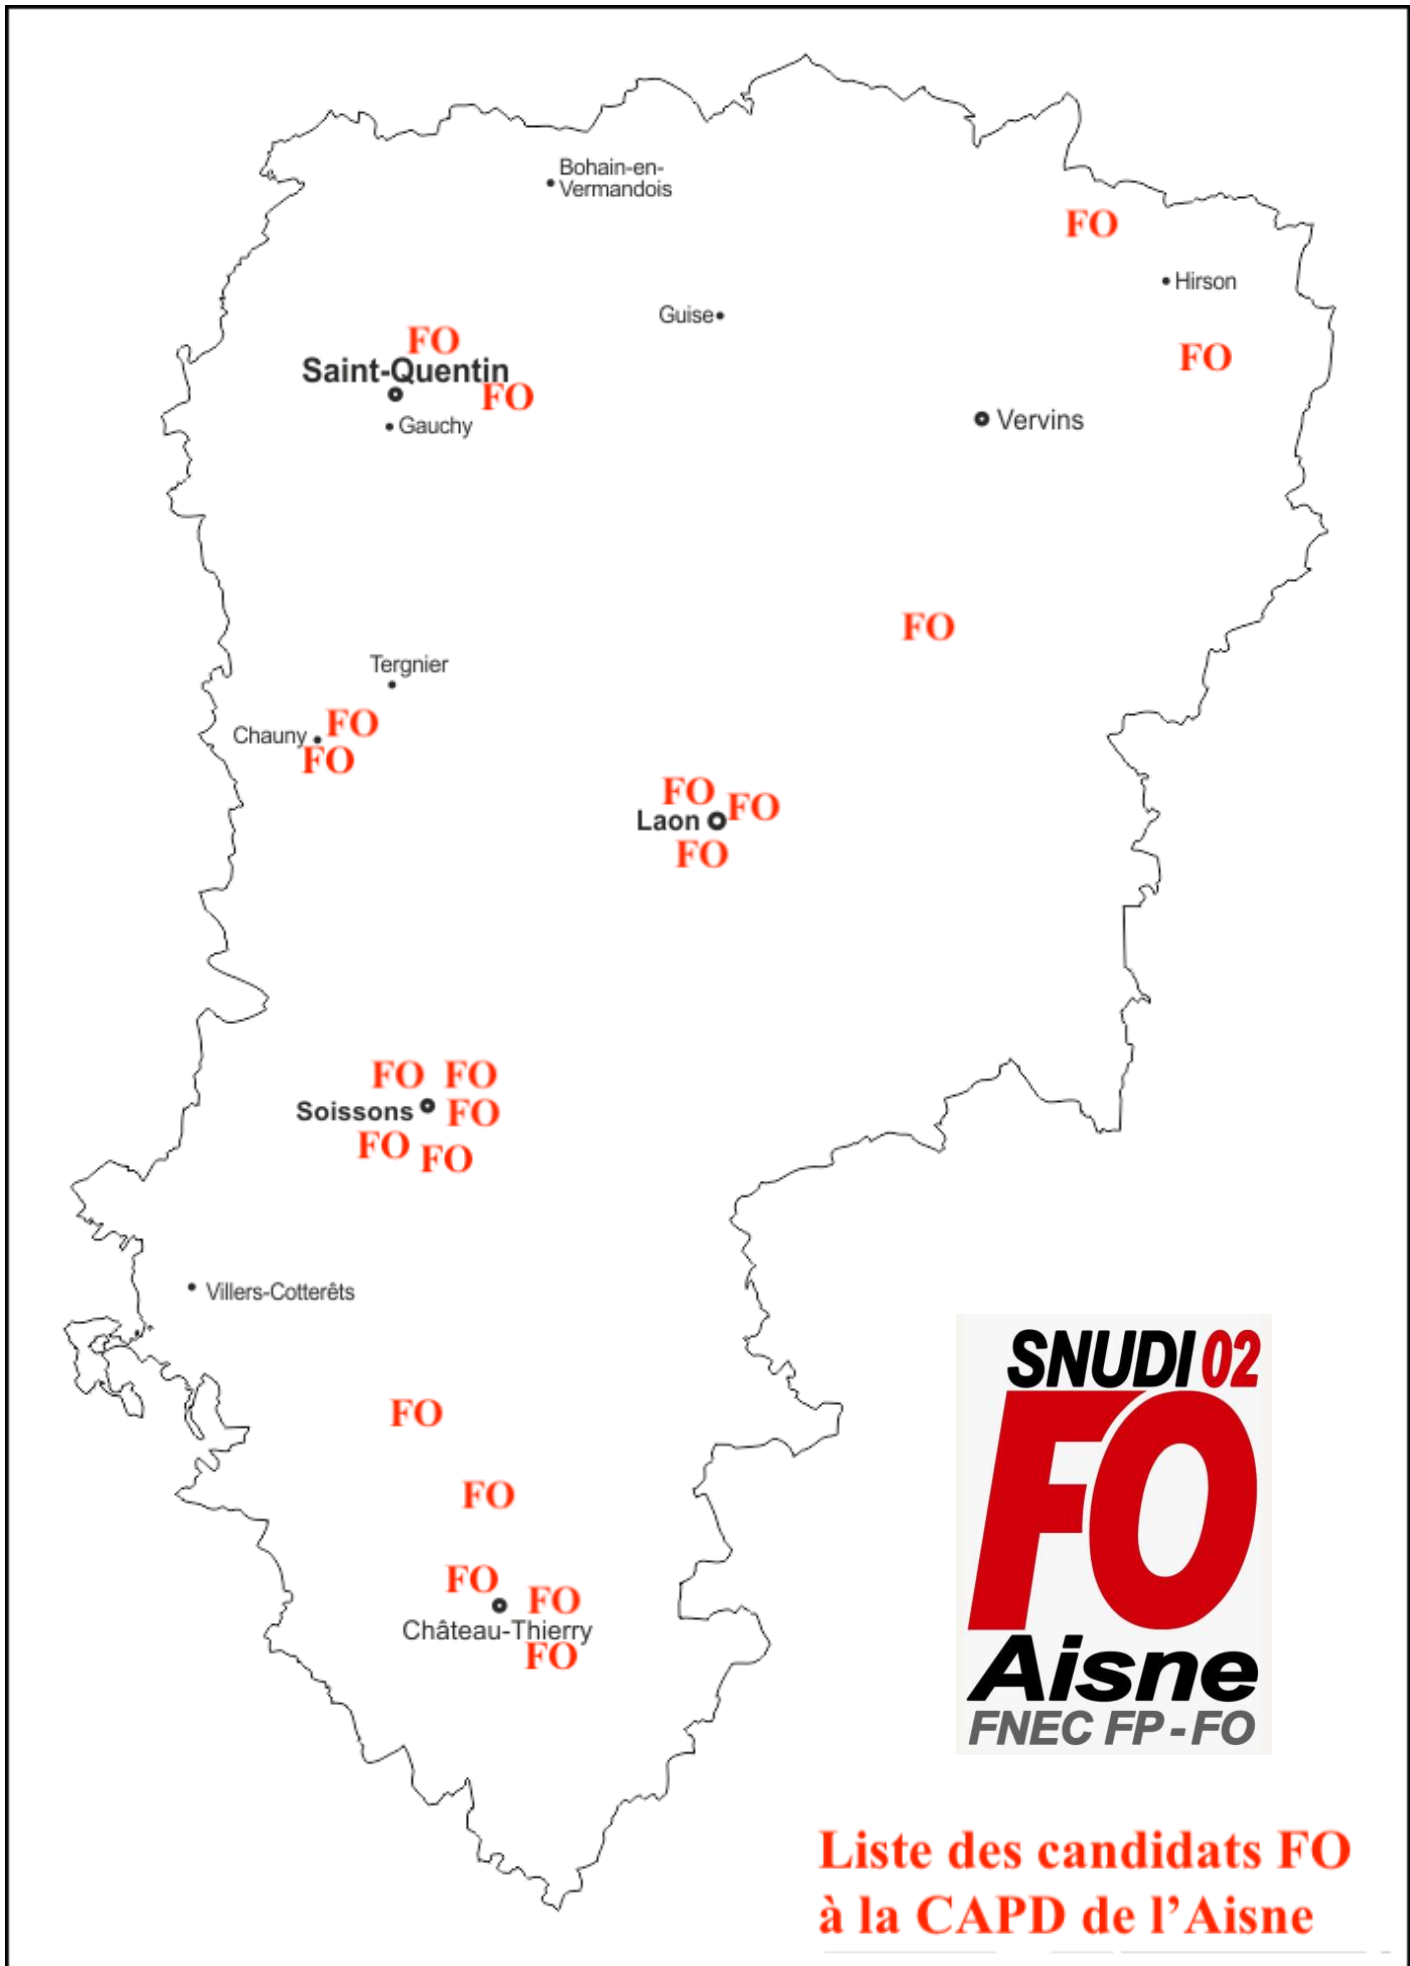 Bohain-en-
Vermandois
FO
Hirson
Guise
FO
Saint-Quentin
FO
FO
Gauchy
Vervins
FO
Tergnier
FO
Chauny
FO
FO
FO
Laon
FO
FO FO
Soissons
FO
FO
FO
Villers-Cotterêts
FO
FO
FO
FO
Château-Thierry
FO
SNUDI 02
FO
Aisne
FNEC FP - FO
Liste des candidats FO
à la CAPD de l’Aisne